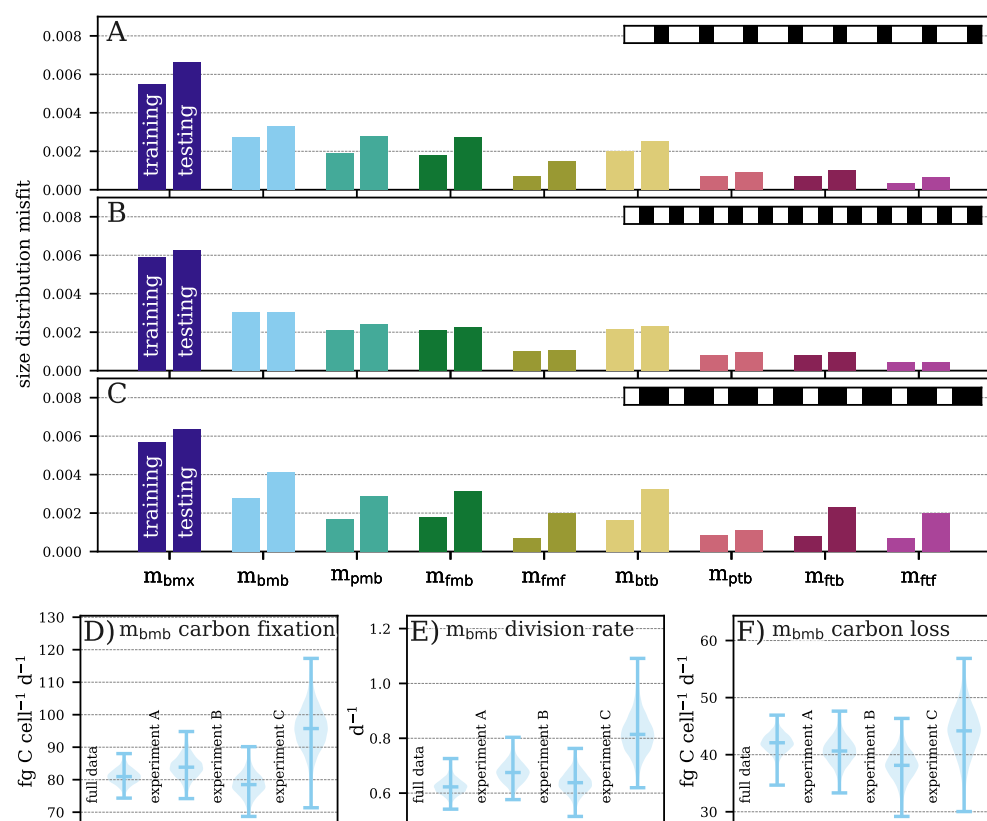 A
0.008
0.006
0.004
0.002
0.000
training
testing
B
0.008
0.006
0.004
0.002
0.000
training
testing
size distribution misfit
C
0.008
0.006
0.004
0.002
0.000
training
testing
m_bmx m_bmb m_pmb m_fmb m_fmf m_btb m_ptb m_ftb m_ftf
D) m_bmb carbon fixation
130
120
110
100
90
80
70
fg C cell⁻¹ d⁻¹
full data
experiment A
experiment B
experiment C
E) m_bmb division rate
1.2
1.0
0.8
0.6
d⁻¹
full data
experiment A
experiment B
experiment C
F) m_bmb carbon loss
60
50
40
30
fg C cell⁻¹ d⁻¹
full data
experiment A
experiment B
experiment C